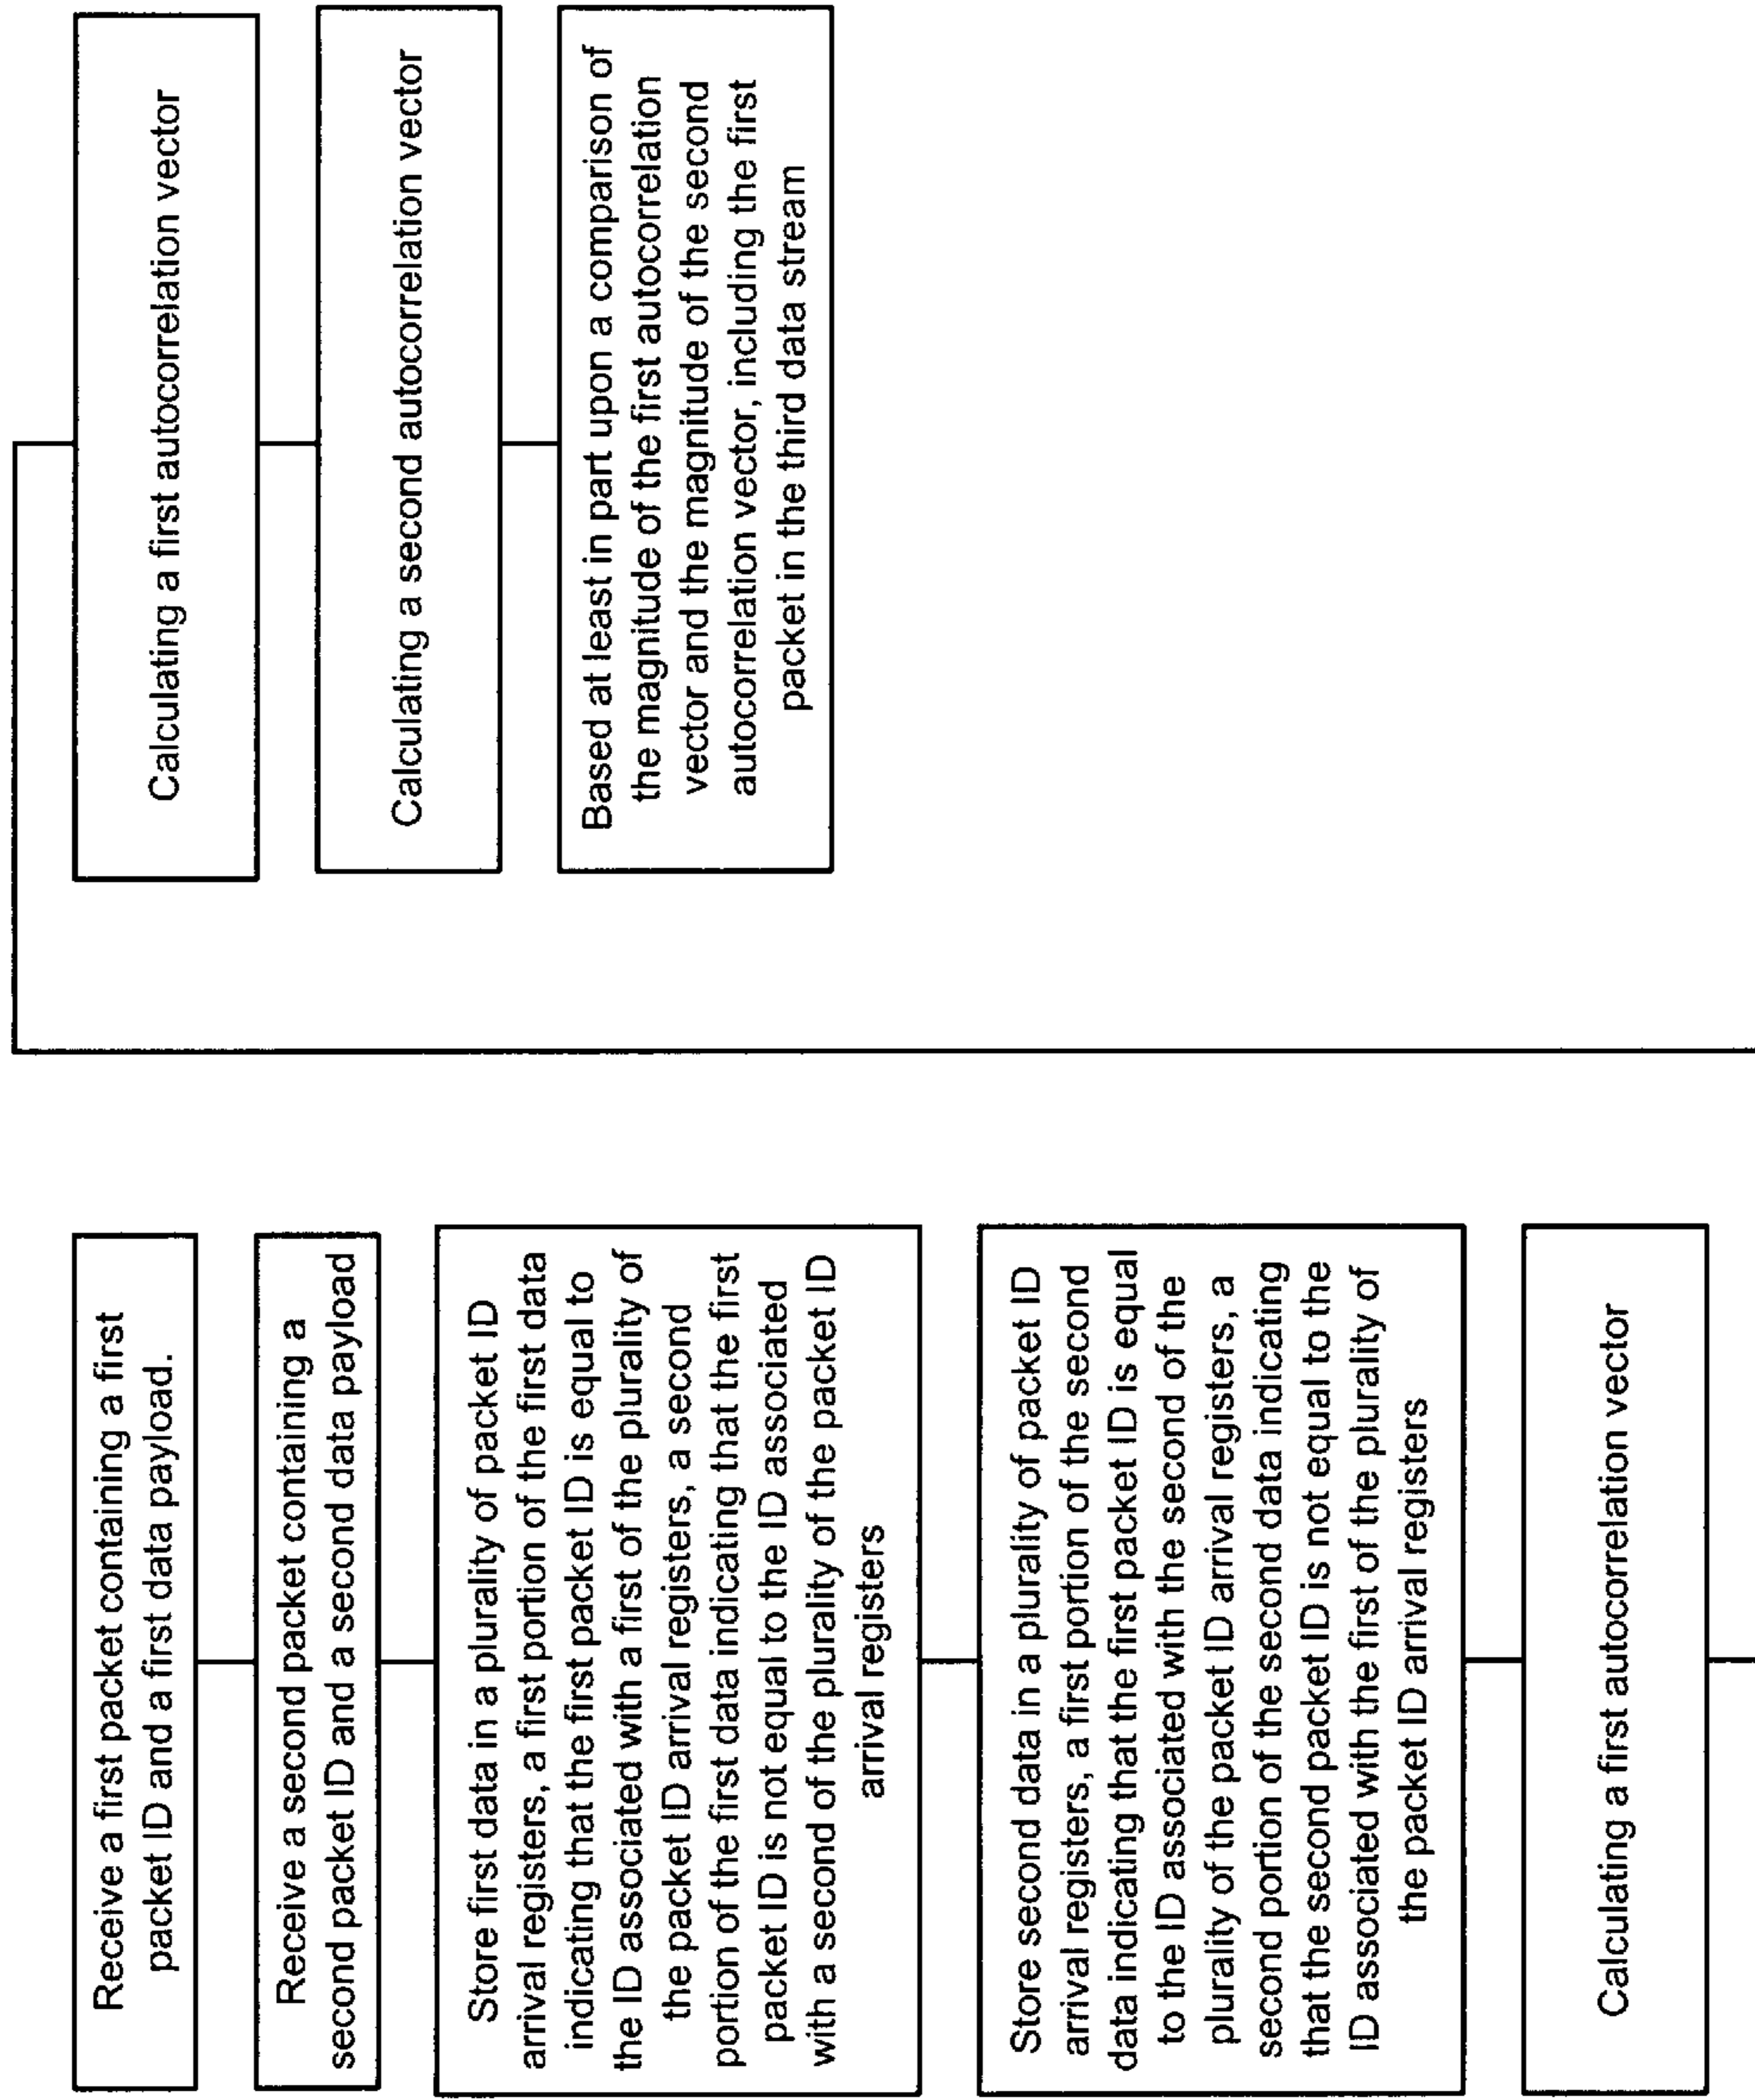 Receive a first packet containing a first
packet ID and a first data payload.
Receive a second packet containing a
second packet ID and a second data payload
Store first data in a plurality of packet ID
arrival registers, a first portion of the first data
indicating that the first packet ID is equal to
the ID associated with a first of the plurality of
the packet ID arrival registers, a second
portion of the first data indicating that the first
packet ID is not equal to the ID associated
with a second of the plurality of the packet ID
arrival registers
Store second data in a plurality of packet ID
arrival registers, a first portion of the second
data indicating that the first packet ID is equal
to the ID associated with the second of the
plurality of the packet ID arrival registers, a
second portion of the second data indicating
that the second packet ID is not equal to the
ID associated with the first of the plurality of
the packet ID arrival registers
Calculating a first autocorrelation vector
Calculating a first autocorrelation vector
Calculating a second autocorrelation vector
Based at least in part upon a comparison of
the magnitude of the first autocorrelation
vector and the magnitude of the second
autocorrelation vector, including the first
packet in the third data stream